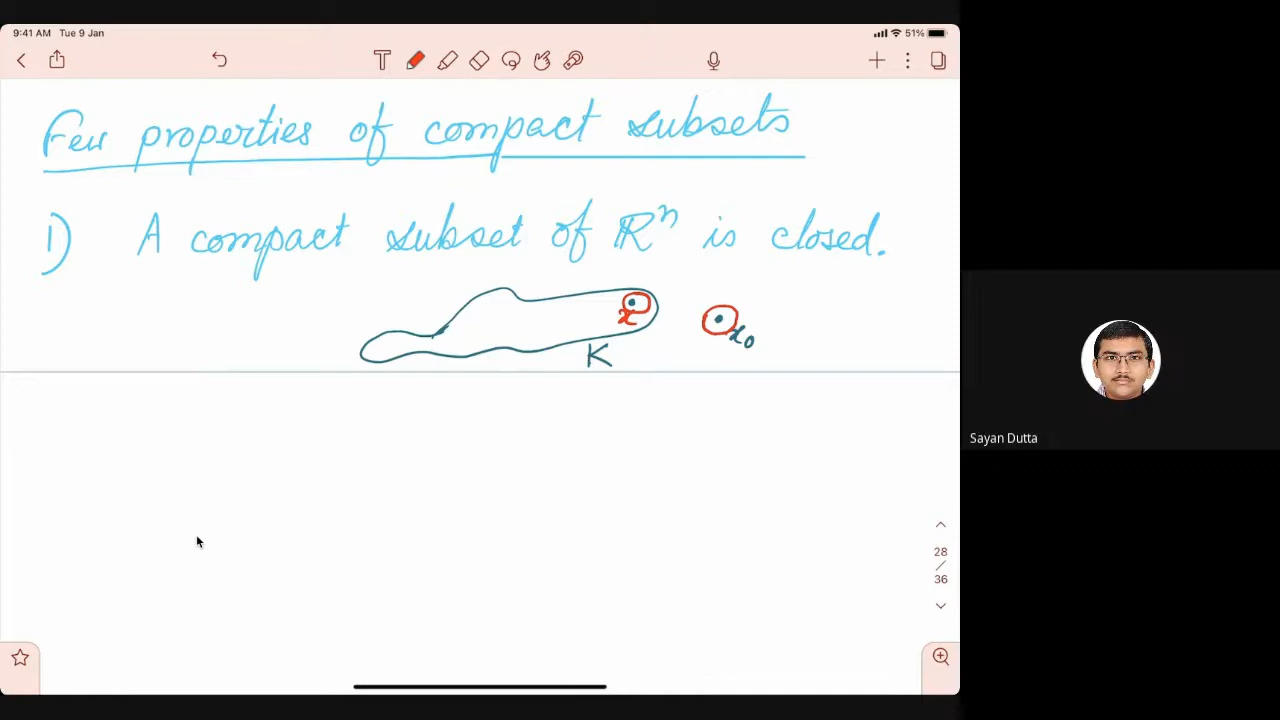 9:41 AM Tue 9 Jan
51%
T
Few properties of compact subsets
1) A compact subset of ℝⁿ is closed.
x
x₀
K
Sayan Dutta
28
/
36